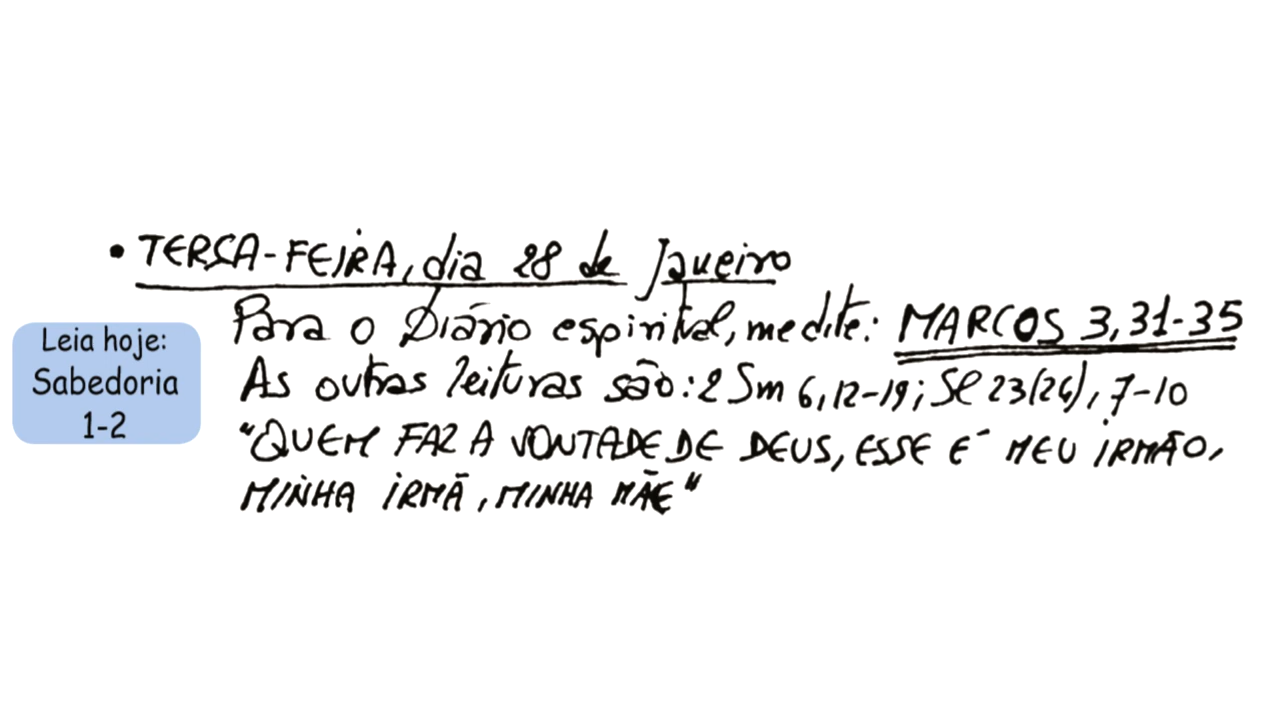 • TERÇA-FEIRA, dia 28 de Janeiro
Para o Diário espiritual, medite: MARCOS 3, 31-35
As outras leituras são: 2 Sm 6, 12-19; Sl 23(24), 7-10
"QUEM FAZ A VONTADE DE DEUS, ESSE É MEU IRMÃO,
MINHA IRMÃ, MINHA MÃE"
Leia hoje:
Sabedoria
1-2